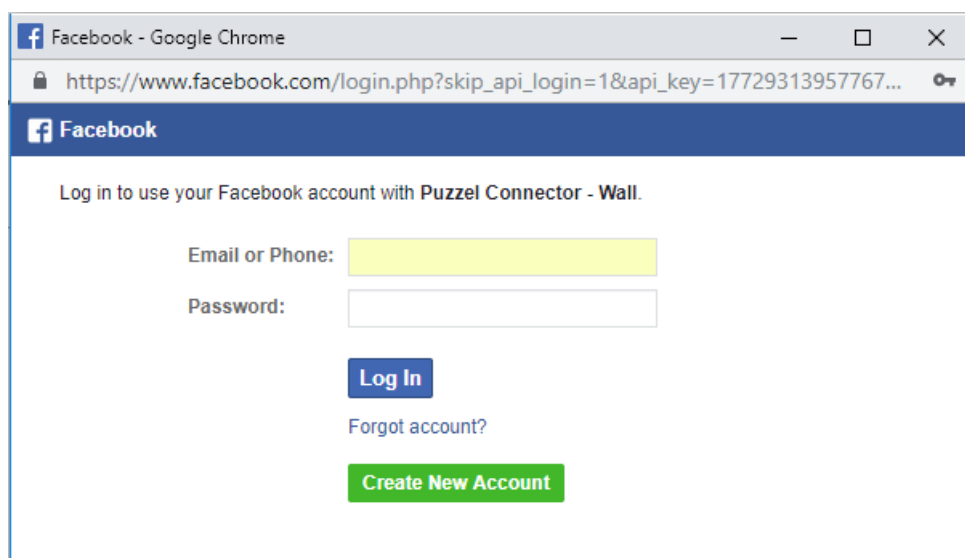 Facebook - Google Chrome
https://www.facebook.com/login.php?skip_api_login=1&api_key=17729313957767...
Facebook
Log in to use your Facebook account with Puzzel Connector - Wall.
Email or Phone:
Password:
Log In
Forgot account?
Create New Account